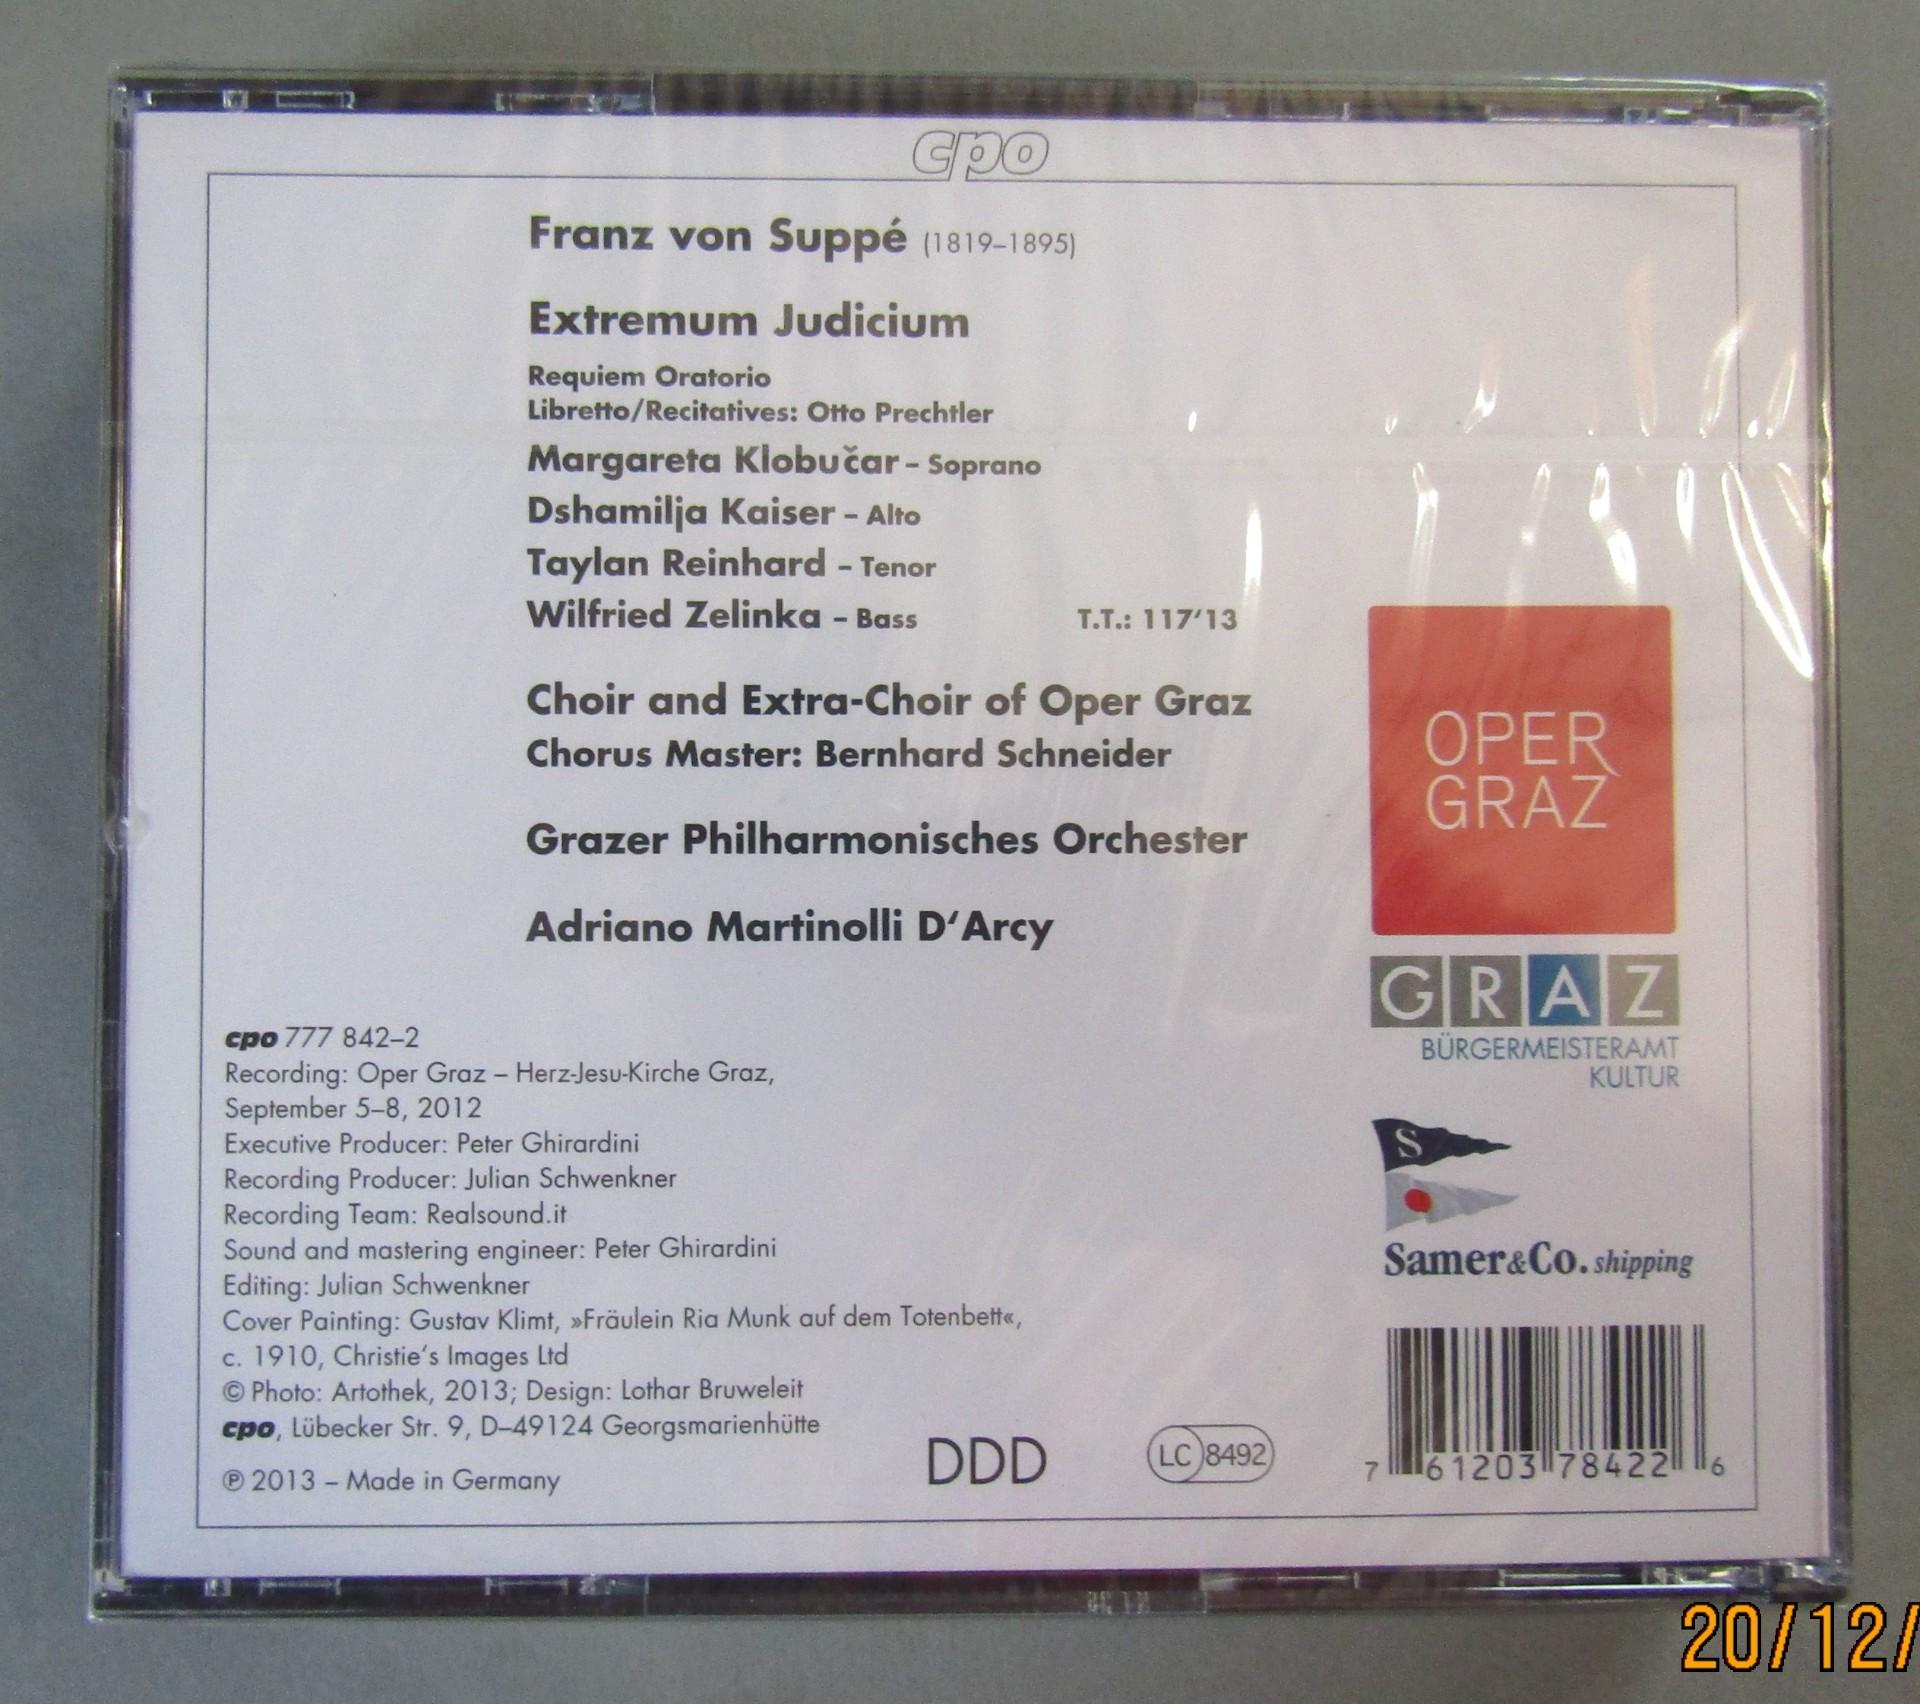 cpo
Franz von Suppé (1819–1895)
Extremum Judicium
Requiem Oratorio
Libretto/Recitatives: Otto Prechtler
Margareta Klobučar – Soprano
Dshamilja Kaiser – Alto
Taylan Reinhard – Tenor
Wilfried Zelinka – Bass T.T.: 117‘13
Choir and Extra-Choir of Oper Graz
Chorus Master: Bernhard Schneider
Grazer Philharmonisches Orchester
Adriano Martinolli D‘Arcy
OPER
GRAZ
GRAZ
BÜRGERMEISTERAMT
KULTUR
S
Samer&Co. shipping
cpo 777 842–2
Recording: Oper Graz – Herz-Jesu-Kirche Graz,
September 5–8, 2012
Executive Producer: Peter Ghirardini
Recording Producer: Julian Schwenkner
Recording Team: Realsound.it
Sound and mastering engineer: Peter Ghirardini
Editing: Julian Schwenkner
Cover Painting: Gustav Klimt, »Fräulein Ria Munk auf dem Totenbett«,
c. 1910, Christie‘s Images Ltd
© Photo: Artothek, 2013; Design: Lothar Bruweleit
cpo, Lübecker Str. 9, D–49124 Georgsmarienhütte
℗ 2013 – Made in Germany
DDD
LC 8492
7 61203 78422 6
20/12/